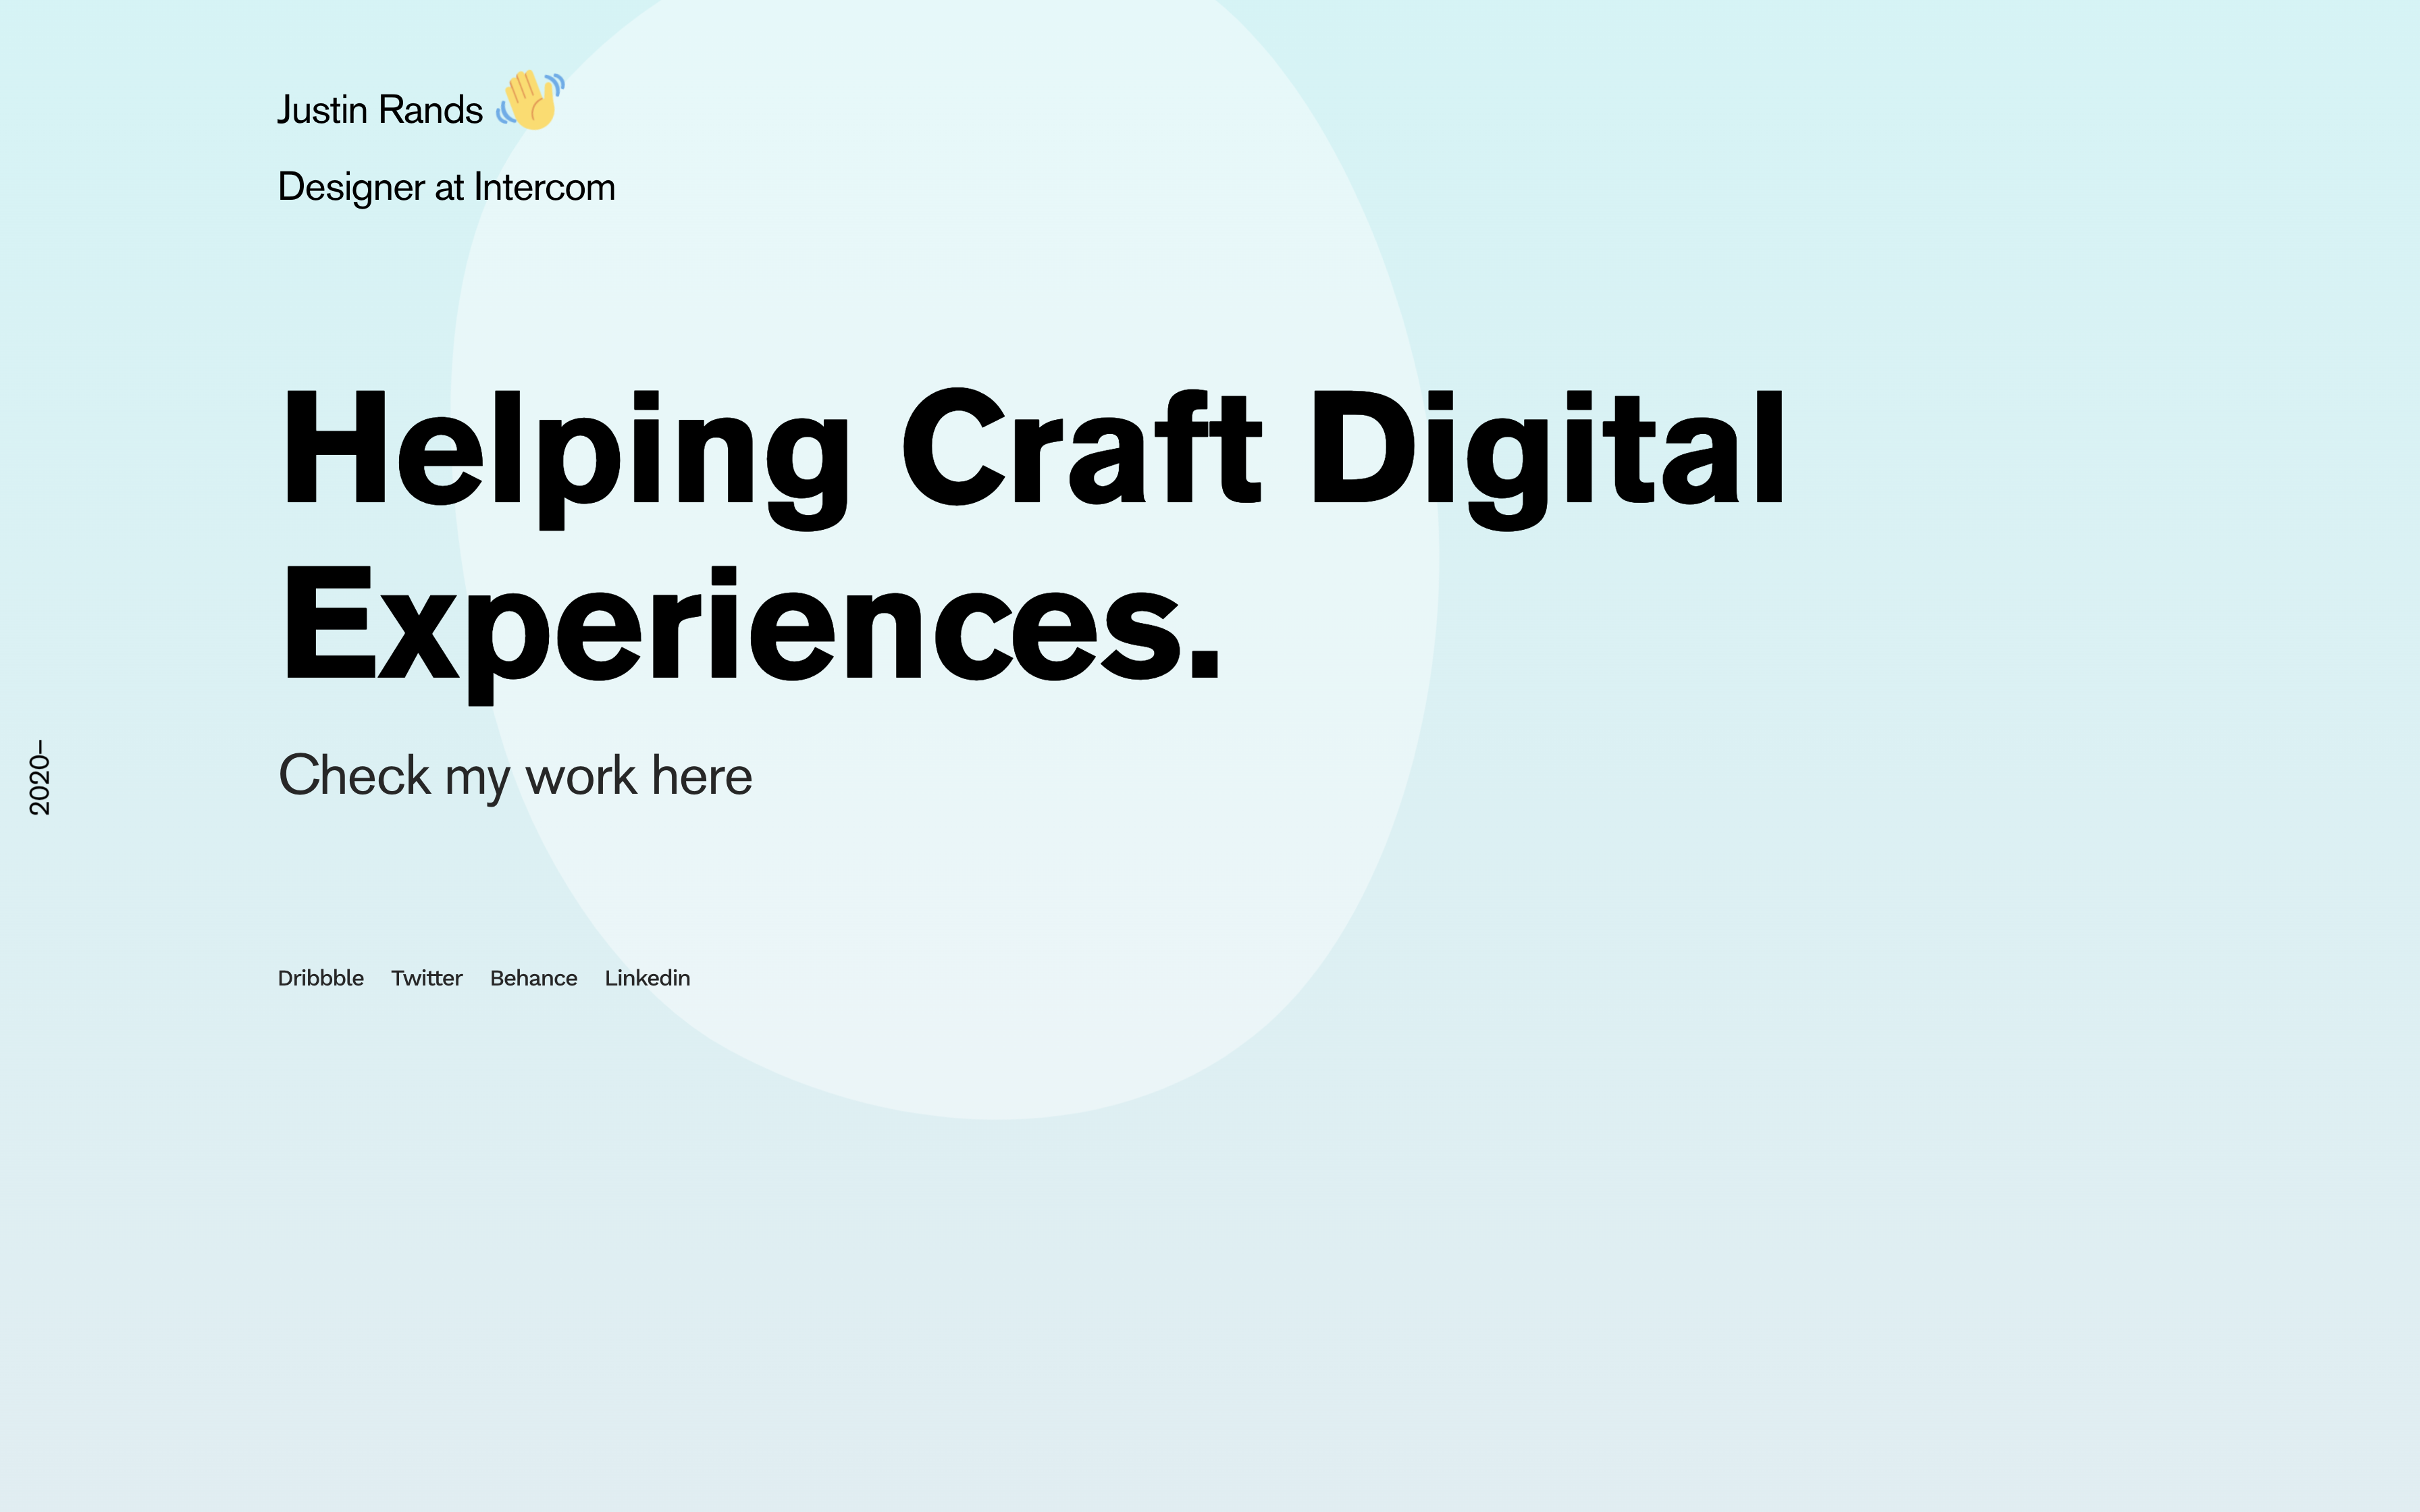 Justin Rands 👋
Designer at Intercom
Helping Craft Digital
Experiences.
Check my work here
2020–
Dribbble Twitter Behance Linkedin